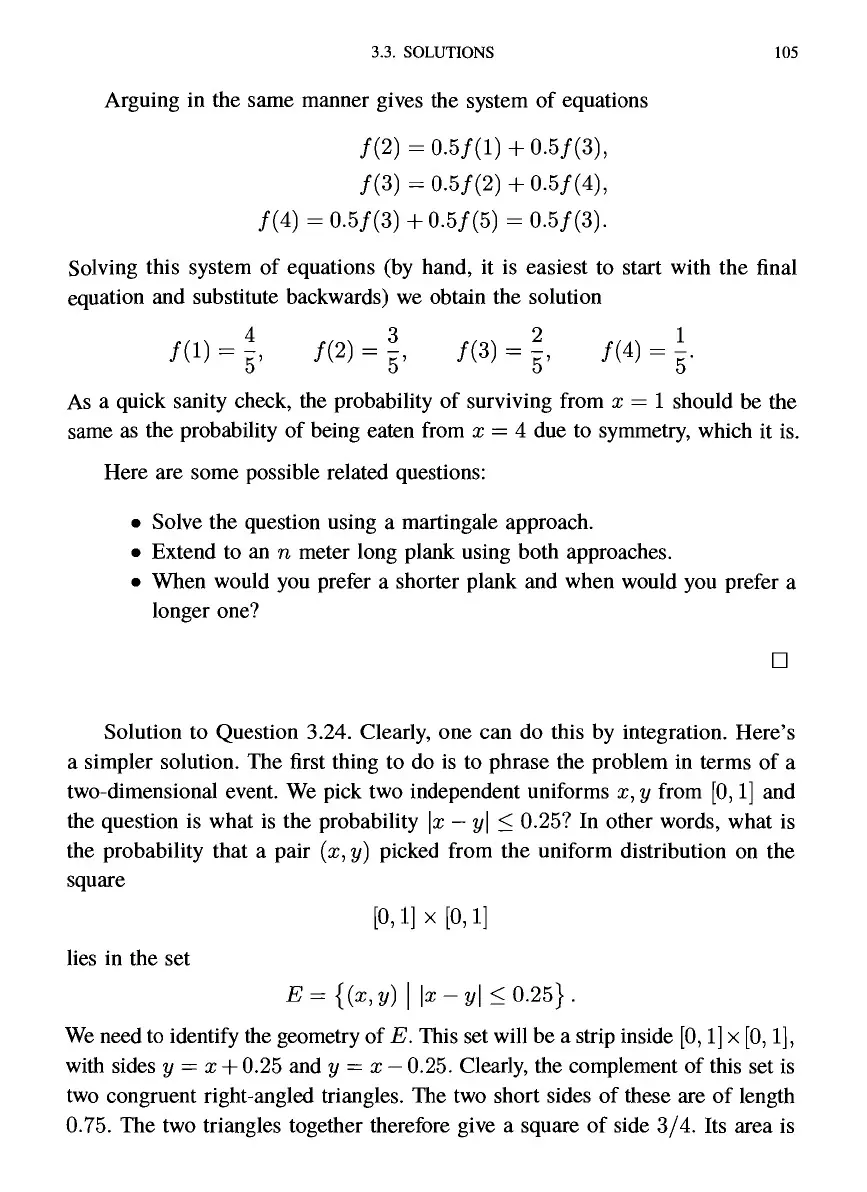 3.3. SOLUTIONS 105
Arguing in the same manner gives the system of equations
f(2) = 0.5f(1) + 0.5f(3),
f(3) = 0.5f(2) + 0.5f(4),
f(4) = 0.5f(3) + 0.5f(5) = 0.5f(3).
Solving this system of equations (by hand, it is easiest to start with the final
equation and substitute backwards) we obtain the solution
f(1) = 4/5, f(2) = 3/5, f(3) = 2/5, f(4) = 1/5.
As a quick sanity check, the probability of surviving from x = 1 should be the
same as the probability of being eaten from x = 4 due to symmetry, which it is.
Here are some possible related questions:
• Solve the question using a martingale approach.
• Extend to an n meter long plank using both approaches.
• When would you prefer a shorter plank and when would you prefer a
longer one?
□
Solution to Question 3.24. Clearly, one can do this by integration. Here's
a simpler solution. The first thing to do is to phrase the problem in terms of a
two-dimensional event. We pick two independent uniforms x, y from [0, 1] and
the question is what is the probability |x − y| ≤ 0.25? In other words, what is
the probability that a pair (x, y) picked from the uniform distribution on the
square
[0, 1] × [0, 1]
lies in the set
E = {(x, y) | |x − y| ≤ 0.25} .
We need to identify the geometry of E. This set will be a strip inside [0, 1] × [0, 1],
with sides y = x + 0.25 and y = x − 0.25. Clearly, the complement of this set is
two congruent right-angled triangles. The two short sides of these are of length
0.75. The two triangles together therefore give a square of side 3/4. Its area is